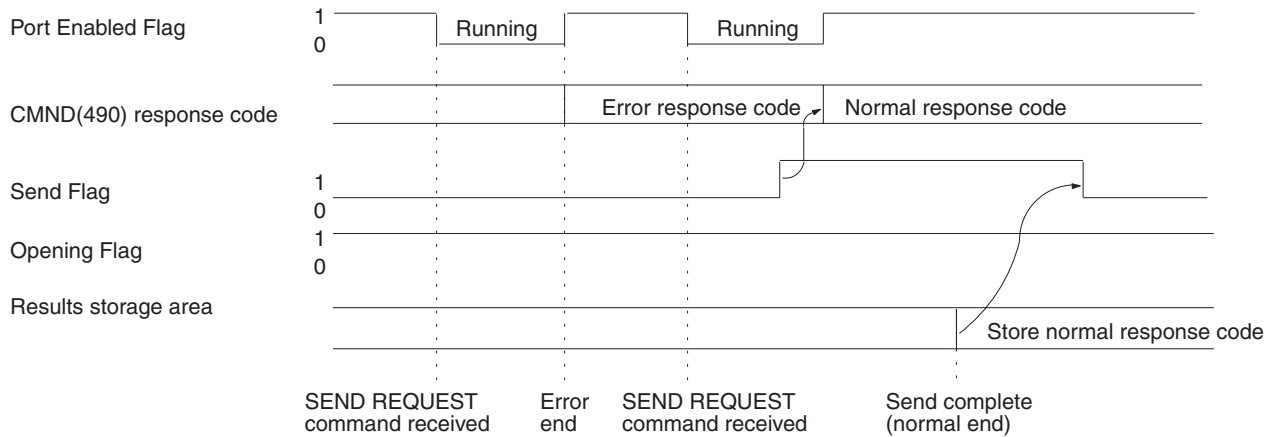 Port Enabled Flag
1
0
Running
Running
CMND(490) response code
Error response code
Normal response code
Send Flag
1
0
Opening Flag
1
0
Results storage area
Store normal response code
SEND REQUEST
command received
Error
end
SEND REQUEST
command received
Send complete
(normal end)